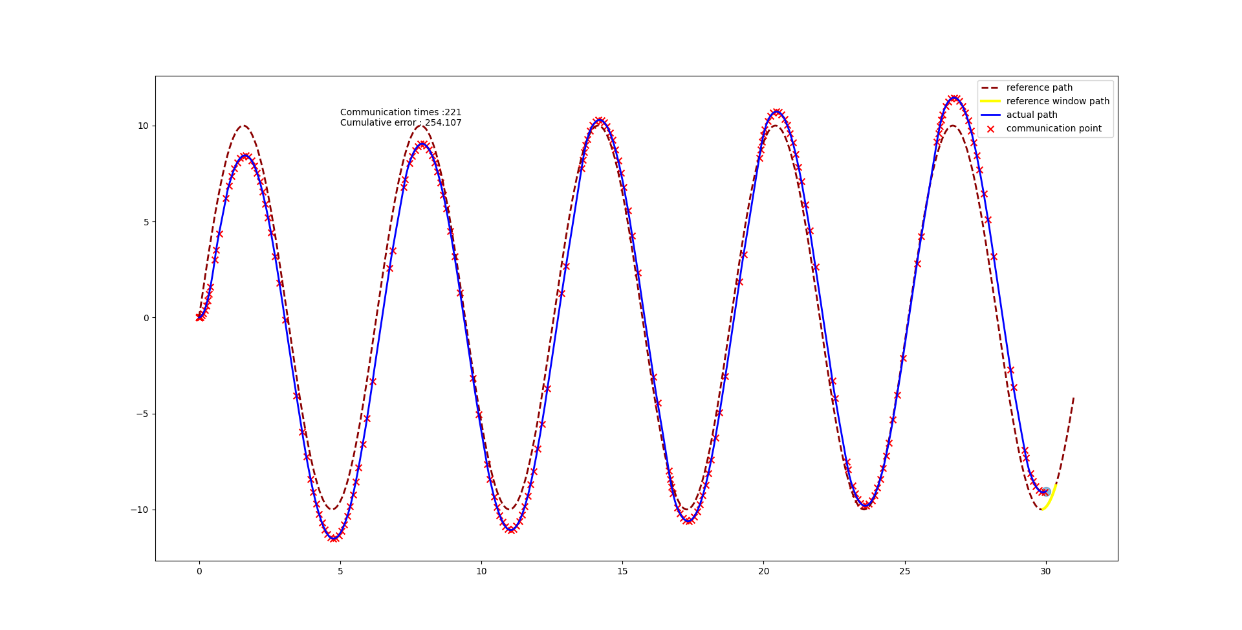 Communication times :221
Cumulative error : 254.107
reference path
reference window path
actual path
communication point
10
5
0
−5
−10
0 5 10 15 20 25 30